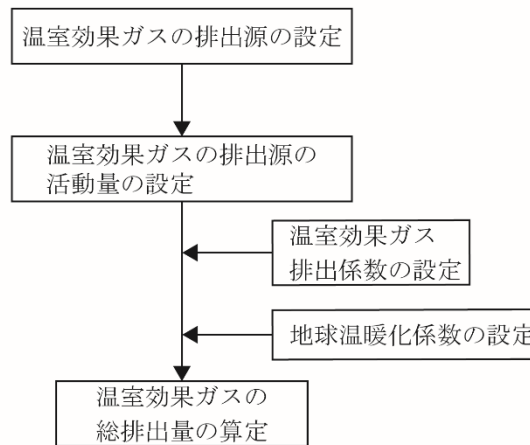 温室効果ガスの排出源の設定
温室効果ガスの排出源の
活動量の設定
温室効果ガス
排出係数の設定
地球温暖化係数の設定
温室効果ガスの
総排出量の算定